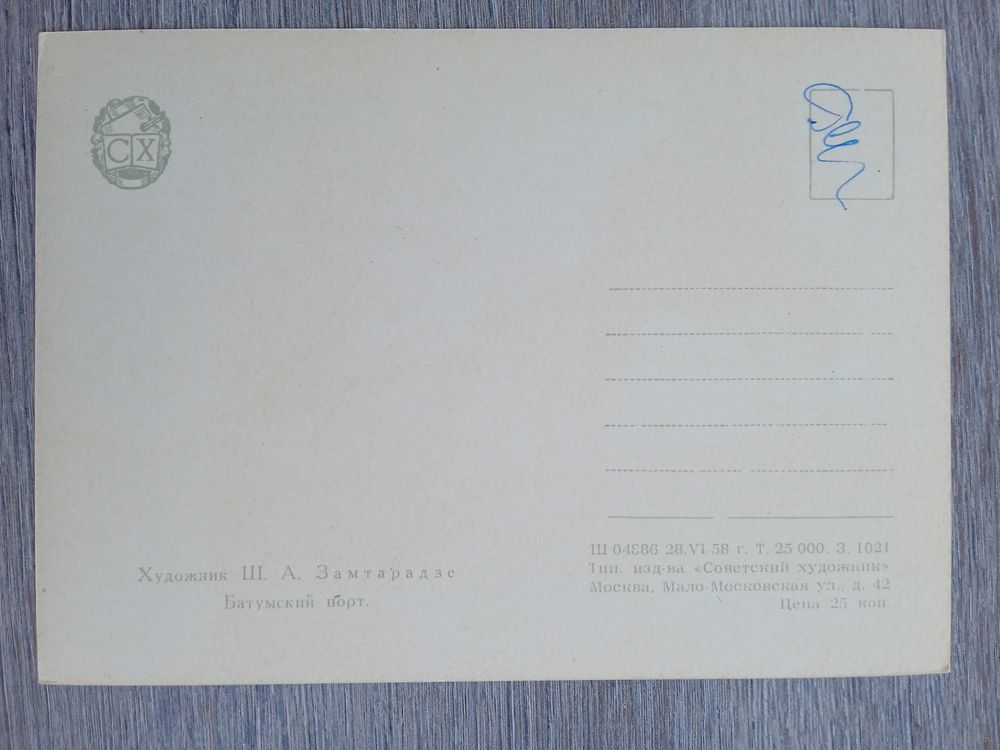 СХ
Художник Ш. А. Замтарадзе
Батумский порт.
Ш 04886 28.VI 58 г. Т. 25 000. З. 1021
Тип. изд-ва «Советский художник»
Москва, Мало-Московская ул., д. 42
Цена 25 коп.